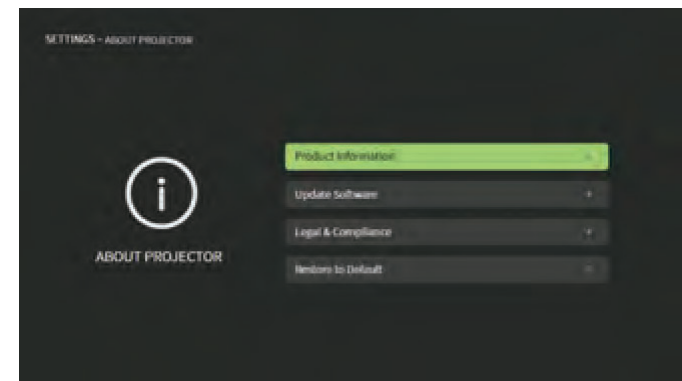 SETTINGS - ABOUT PROJECTOR
Product Information
Update Software
Legal & Compliance
Restore to Default
ABOUT PROJECTOR